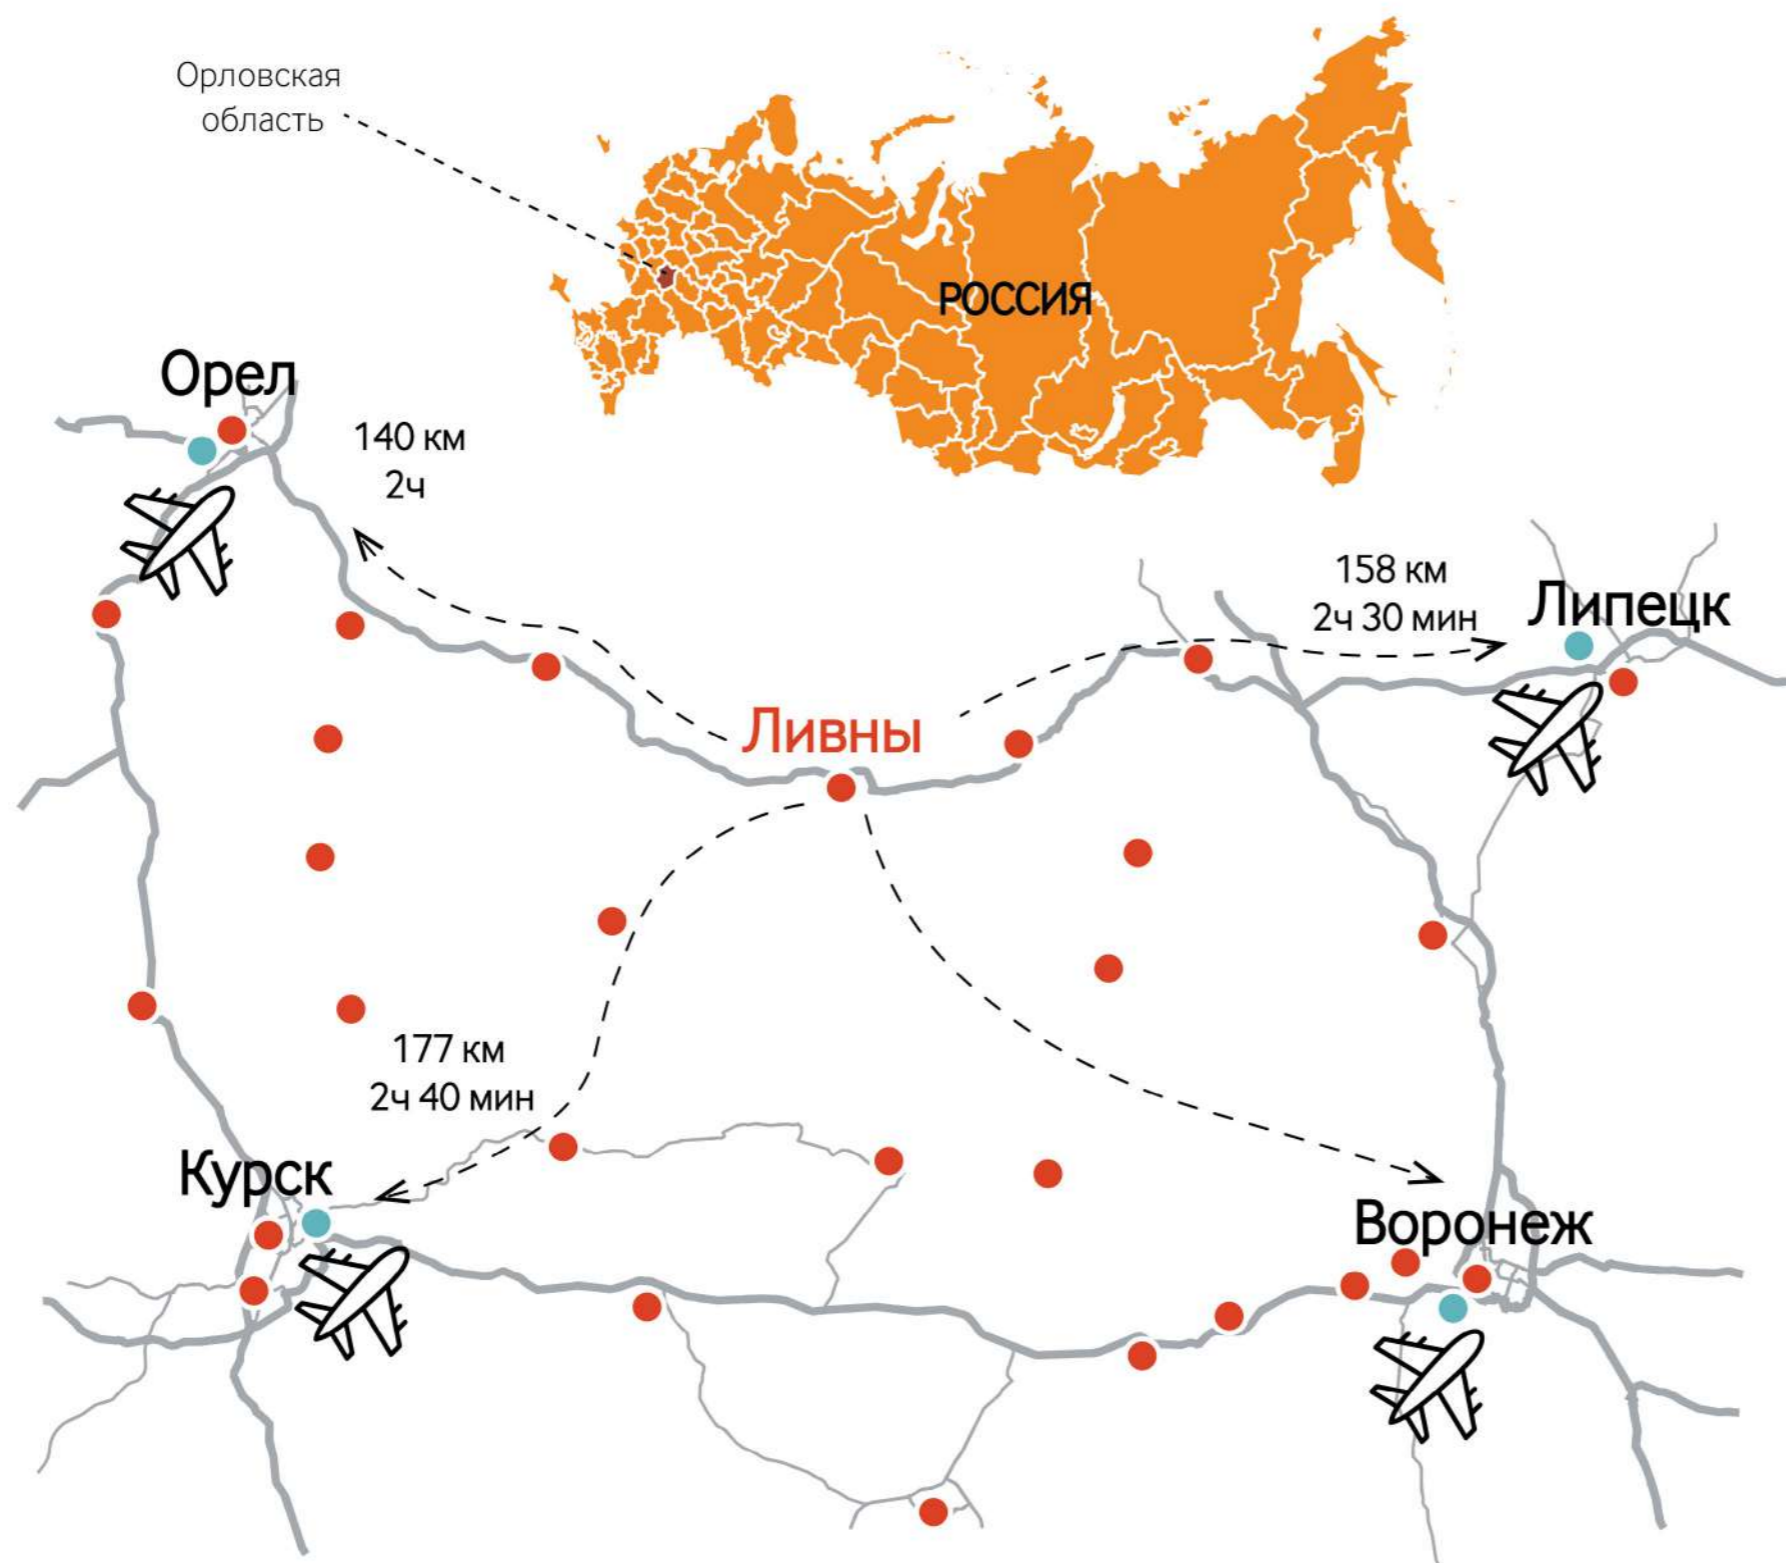 Орловская
область
РОССИЯ
Орел
140 км
2ч
158 км
2ч 30 мин
Липецк
Ливны
177 км
2ч 40 мин
Курск
Воронеж